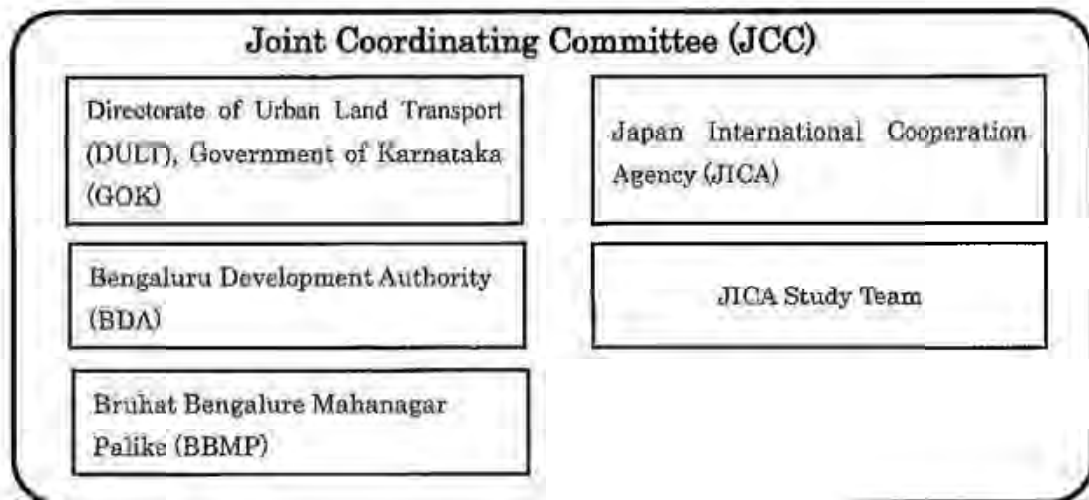 Joint Coordinating Committee (JCC)
Directorate of Urban Land Transport
(DULT), Government of Karnataka
(GOK)
Japan International Cooperation
Agency (JICA)
Bengaluru Development Authority
(BDA)
JICA Study Team
Bruhat Bengalure Mahanagar
Palike (BBMP)